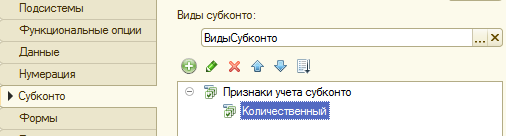 Подсистемы
Функциональные опции
Данные
Нумерация
Субконто
Формы
Виды субконто:
ВидыСубконто
...
Признаки учета субконто
Количественный